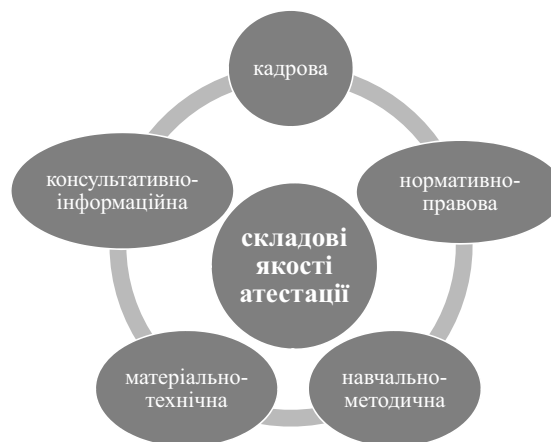 кадрова
нормативно-
правова
навчально-
методична
матеріально-
технічна
консультативно-
інформаційна
складові
якості
атестації